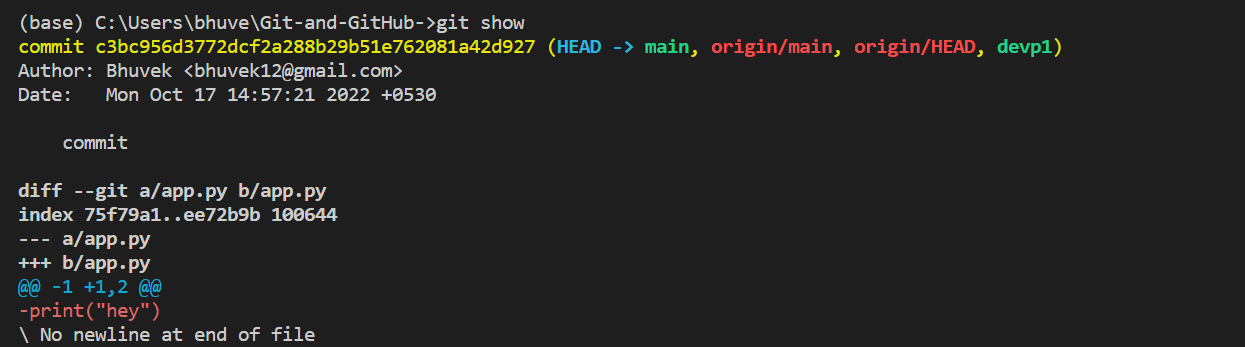 (base) C:\Users\bhuve\Git-and-GitHub->git show
commit c3bc956d3772dcf2a288b29b51e762081a42d927 (HEAD -> main, origin/main, origin/HEAD, devp1)
Author: Bhuvek <bhuvek12@gmail.com>
Date:   Mon Oct 17 14:57:21 2022 +0530

    commit

diff --git a/app.py b/app.py
index 75f79a1..ee72b9b 100644
--- a/app.py
+++ b/app.py
@@ -1 +1,2 @@
-print("hey")
\ No newline at end of file